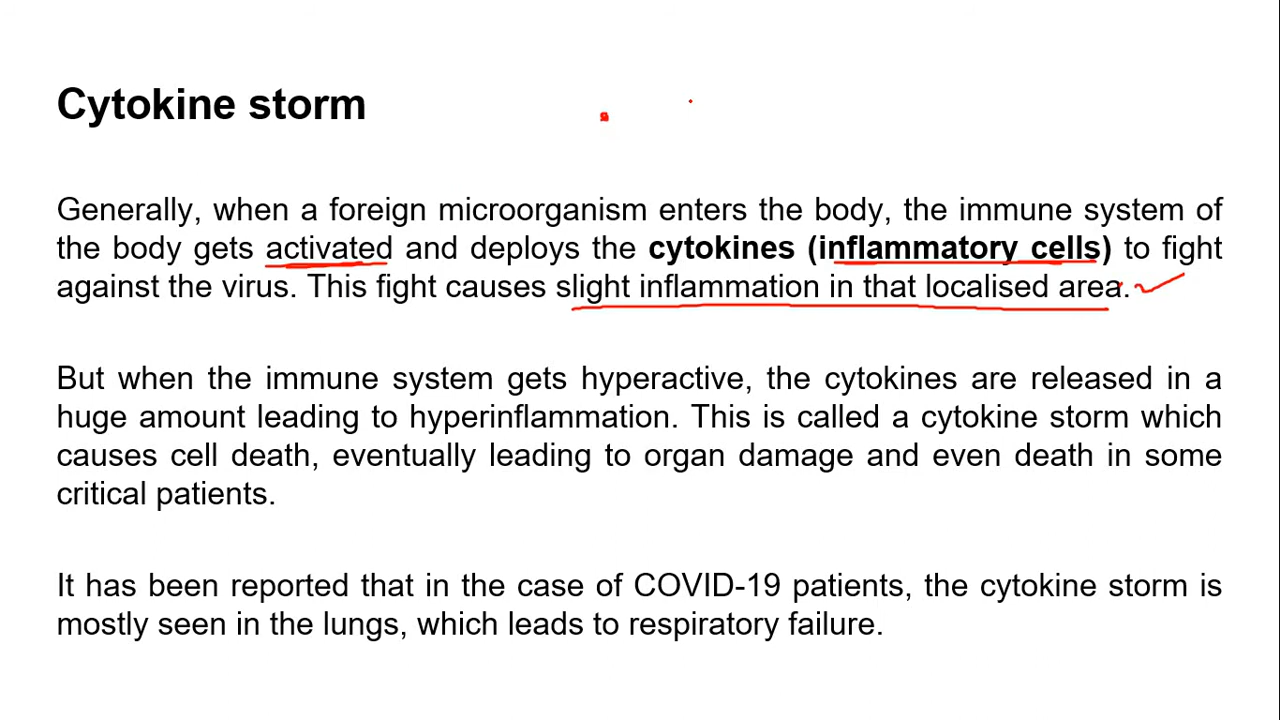 Cytokine storm
Generally, when a foreign microorganism enters the body, the immune system of
the body gets activated and deploys the cytokines (inflammatory cells) to fight
against the virus. This fight causes slight inflammation in that localised area.
But when the immune system gets hyperactive, the cytokines are released in a
huge amount leading to hyperinflammation. This is called a cytokine storm which
causes cell death, eventually leading to organ damage and even death in some
critical patients.
It has been reported that in the case of COVID-19 patients, the cytokine storm is
mostly seen in the lungs, which leads to respiratory failure.